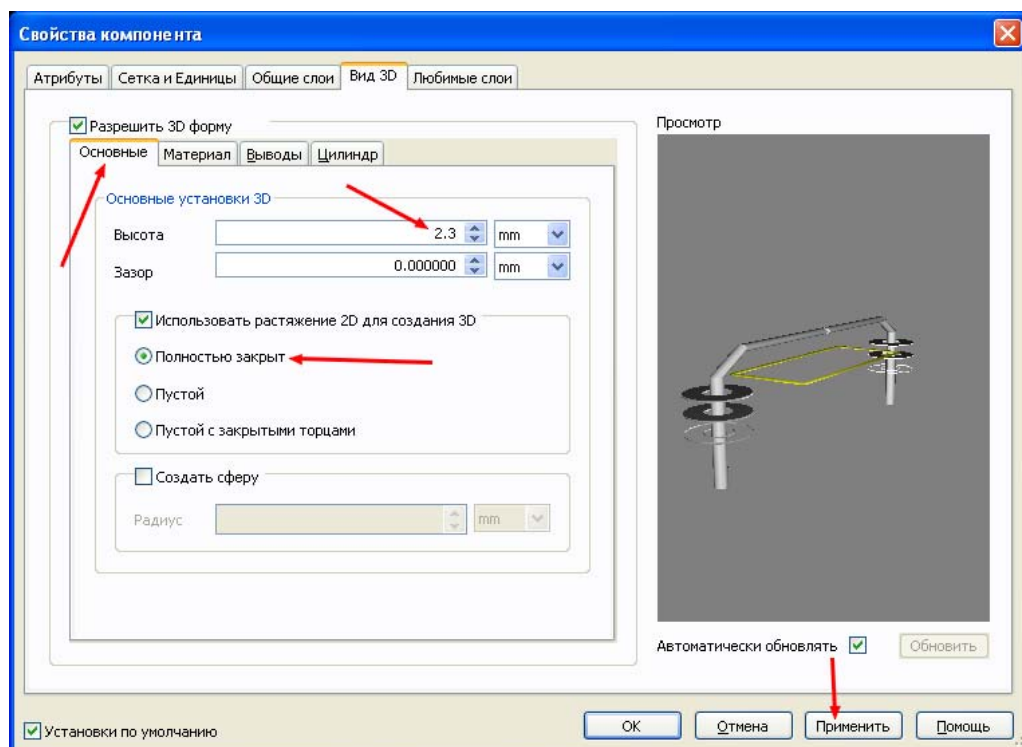 Свойства компонента
Атрибуты Сетка и Единицы Общие слои Вид 3D Любимые слои
Разрешить 3D форму
Просмотр
Основные Материал Выводы Цилиндр
Основные установки 3D
Высота 2.3 mm
Зазор 0.000000 mm
Использовать растяжение 2D для создания 3D
Полностью закрыт
Пустой
Пустой с закрытыми торцами
Создать сферу
Радиус mm
Автоматически обновлять Обновить
Установки по умолчанию OK Отмена Применить Помощь